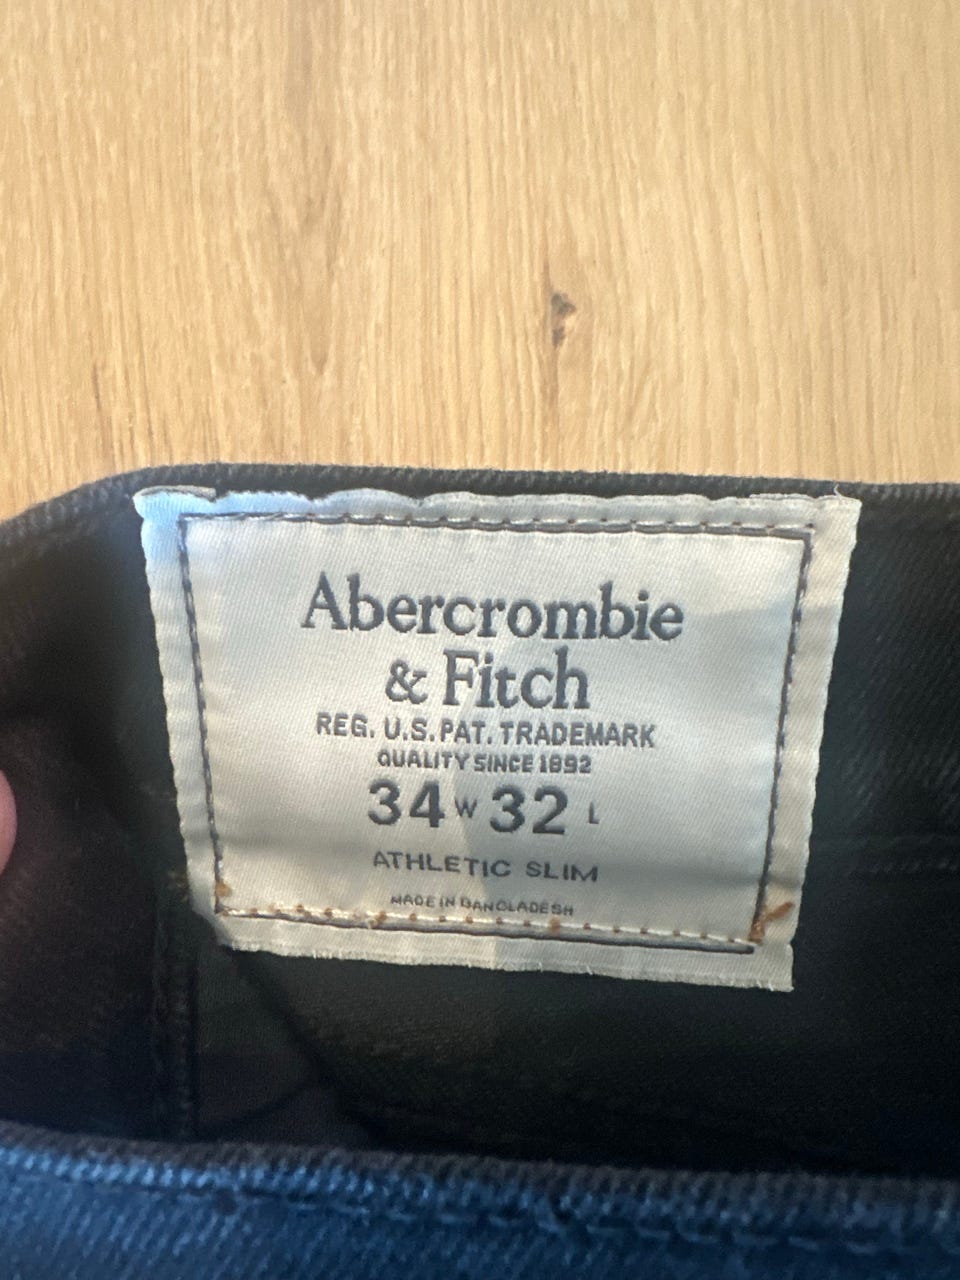 Abercrombie
& Fitch
REG. U.S. PAT. TRADEMARK
QUALITY SINCE 1892
34 W 32 L
ATHLETIC SLIM
MADE IN BANGLADESH